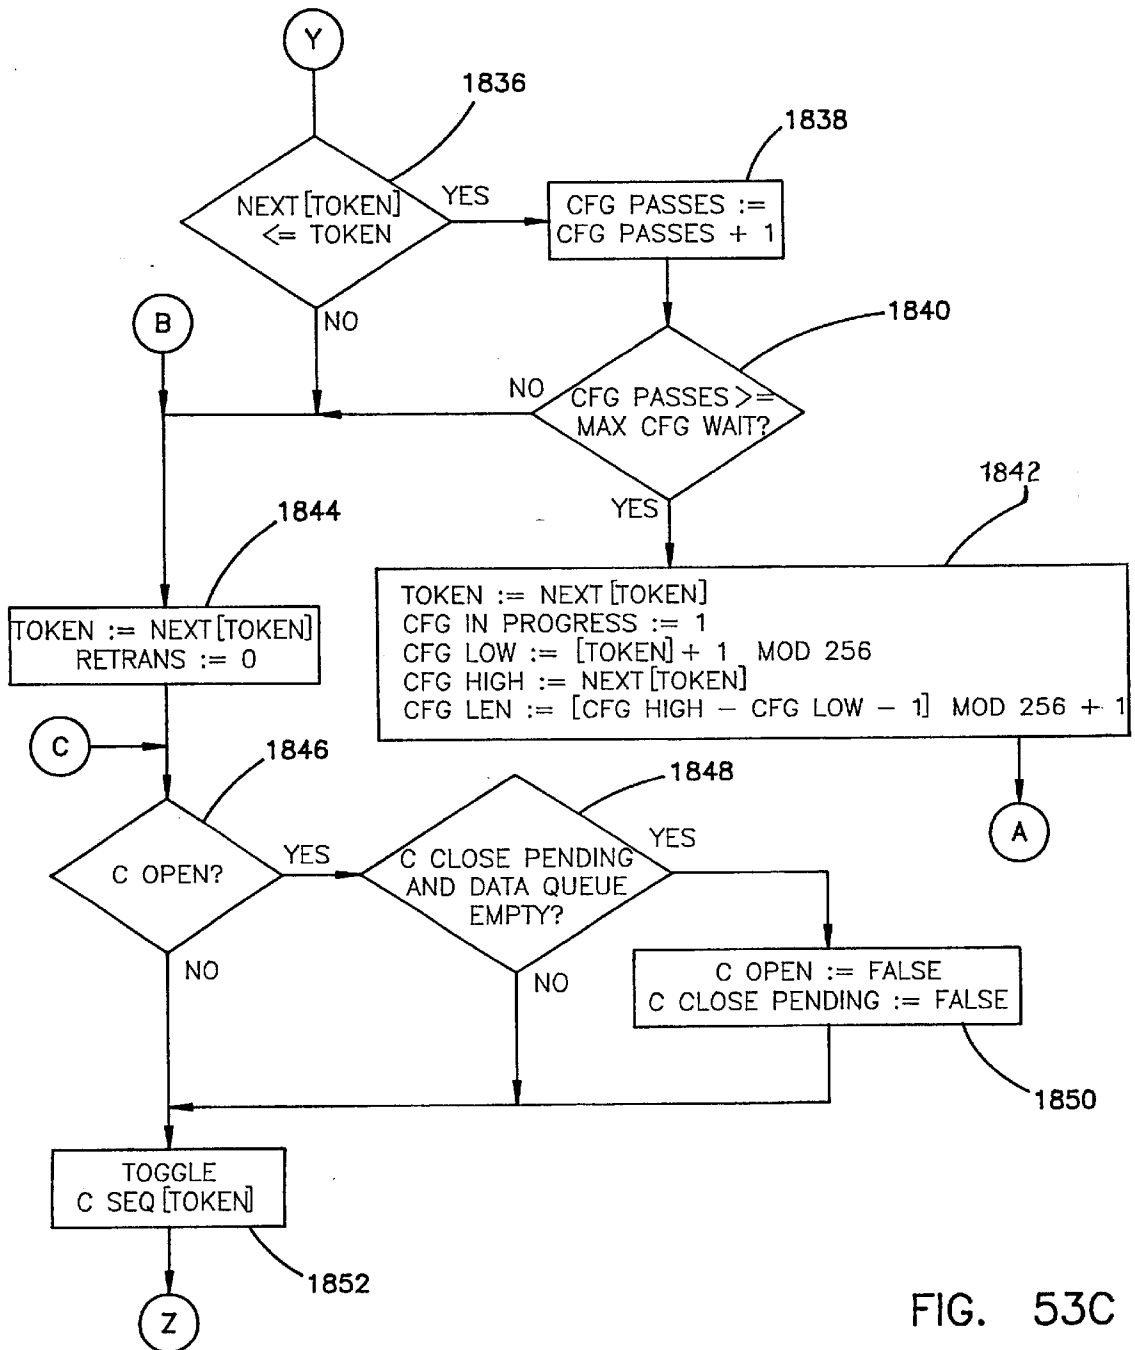 Y
1836
NEXT[TOKEN]
<= TOKEN
YES
NO
1838
CFG PASSES :=
CFG PASSES + 1
B
1840
CFG PASSES >=
MAX CFG WAIT?
NO
YES
1842
TOKEN := NEXT[TOKEN]
CFG IN PROGRESS := 1
CFG LOW := [TOKEN] + 1 MOD 256
CFG HIGH := NEXT[TOKEN]
CFG LEN := [CFG HIGH – CFG LOW – 1] MOD 256 + 1
A
1844
TOKEN := NEXT[TOKEN]
RETRANS := 0
C
1846
C OPEN?
YES
NO
1848
C CLOSE PENDING
AND DATA QUEUE
EMPTY?
YES
NO
C OPEN := FALSE
C CLOSE PENDING := FALSE
1850
TOGGLE
C SEQ[TOKEN]
1852
Z
FIG. 53C